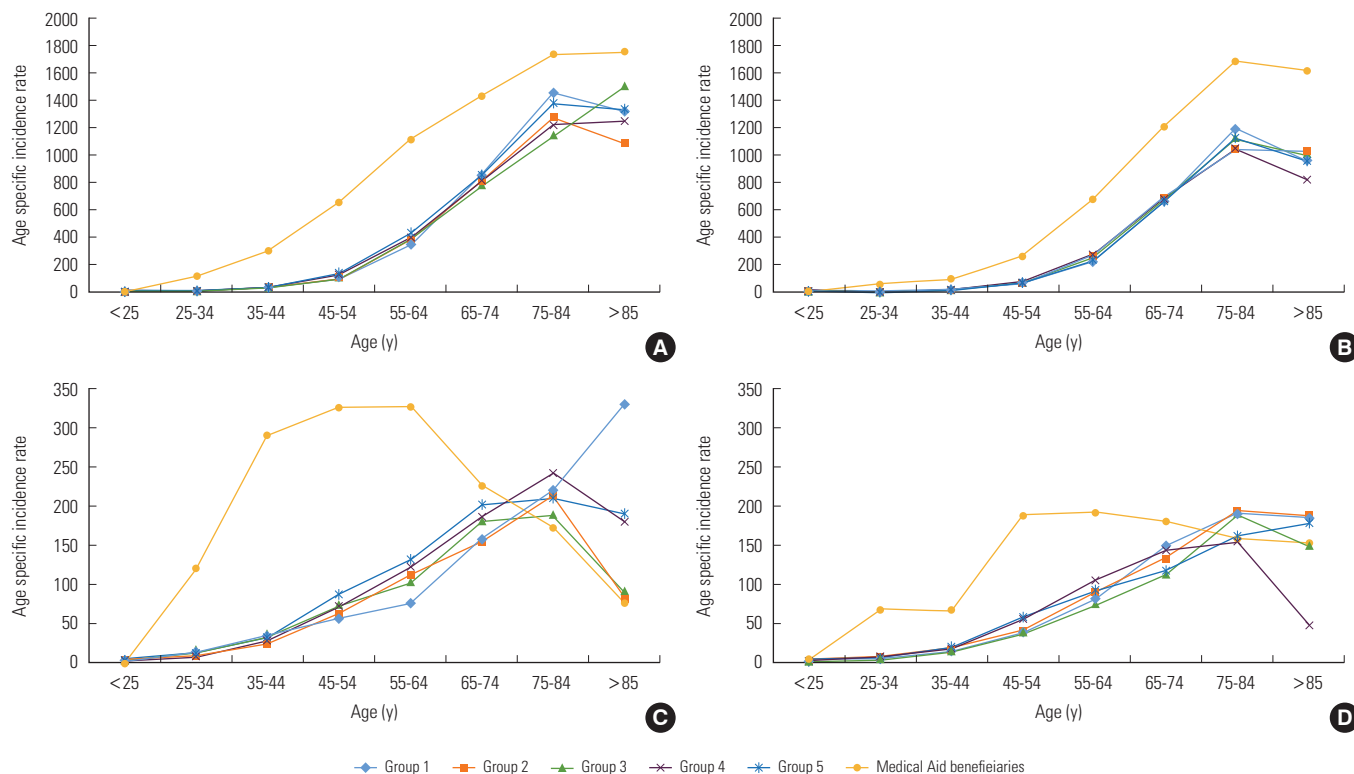 Age specific incidence rate
2000
1800
1600
1400
1200
1000
800
600
400
200
0
<25 25-34 35-44 45-54 55-64 65-74 75-84 >85
Age (y)
A
Age specific incidence rate
2000
1800
1600
1400
1200
1000
800
600
400
200
0
<25 25-34 35-44 45-54 55-64 65-74 75-84 >85
Age (y)
B
Age specific incidence rate
350
300
250
200
150
100
50
0
<25 25-34 35-44 45-54 55-64 65-74 75-84 >85
Age (y)
C
Age specific incidence rate
350
300
250
200
150
100
50
0
<25 25-34 35-44 45-54 55-64 65-74 75-84 >85
Age (y)
D
Group 1 Group 2 Group 3 Group 4 Group 5 Medical Aid benefieiaries